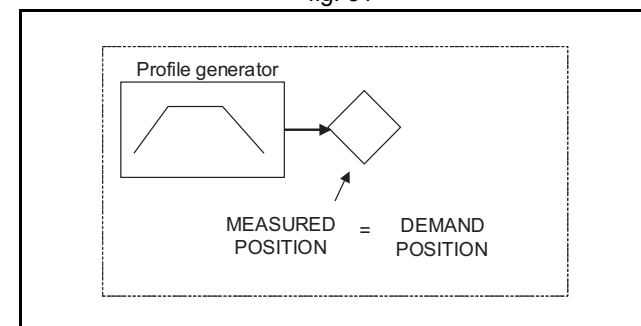 Profile generator
MEASURED = DEMAND
POSITION POSITION